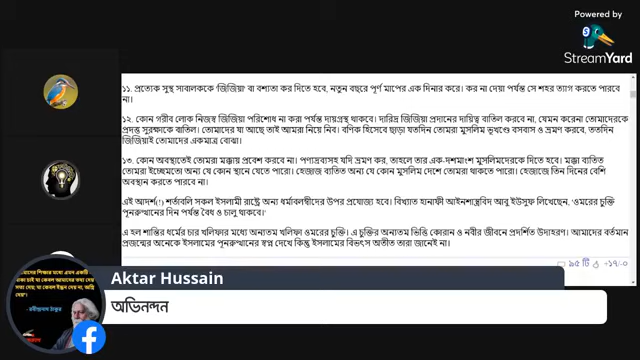 Powered by
StreamYard
১১. প্রত্যেক সুস্থ সাবালককে 'জিজিয়া' বা বশ্যতা কর দিতে হবে, নতুন বছরে পূর্ণ মাপের এক দিনার করে। কর না দেয়া পর্যন্ত সে শহর ত্যাগ করতে পারবে
না।
১২. কোন গরীব লোক নিজস্ব জিজিয়া পরিশোধ না করা পর্যন্ত দায়গ্রস্থ থাকবে। দারিদ্র জিজিয়া প্রদানের দায়িত্ব বাতিল করবে না, যেমন করেনা তোমাদেরকে
প্রদত্ত সুরক্ষাকে বাতিল। তোমাদের যা আছে তাই আমরা নিয়ে নিব। বণিক হিসেবে ছাড়া যতদিন তোমরা মুসলিম ভূখণ্ডে বসবাস ও ভ্রমণ করবে, ততদিন
জিজিয়াই তোমাদের একমাত্র বোঝা।
১৩. কোন অবস্থাতেই তোমরা মক্কায় প্রবেশ করবে না। পণ্যদ্রব্যসহ যদি ভ্রমণ কর, তাহলে তার এক-দশমাংশ মুসলিমদেরকে দিতে হবে। মক্কা ব্যতিত
তোমরা ইচ্ছেমতো অন্য যে কোন স্থানে যেতে পারো। হেজাজ ব্যতিত অন্য যে কোন মুসলিম দেশে তোমরা থাকতে পারো। হেজাজে তিন দিনের বেশি
অবস্থান করতে পারবে না।
এই আদর্শ(!) শর্তাবলি সকল ইসলামী রাষ্ট্রে অন্য ধর্মাবলম্বীদের উপর প্রযোজ্য হবে। বিখ্যাত হানাফী আইনশাস্ত্রবিদ আবু ইউসুফ লিখেছেন, 'ওমরের চুক্তি
পুনরুত্থানের দিন পর্যন্ত বৈধ ও চালু থাকবে।'
এ হল শান্তির ধর্মের চার খলিফার মধ্যে অন্যতম খলিফা ওমরের চুক্তি। এ চুক্তির অন্যতম ভিত্তি কোরান ও নবীর জীবনে প্রদর্শিত উদাহরণ। আমাদের বর্তমান
প্রজন্মের অনেকে ইসলামের পুনরুত্থানের স্বপ্ন দেখে কিন্তু ইসলামের বিভৎস অতীত তারা জানেই না।
৯৫ টি +১৭/-০
Aktar Hussain
অভিনন্দন